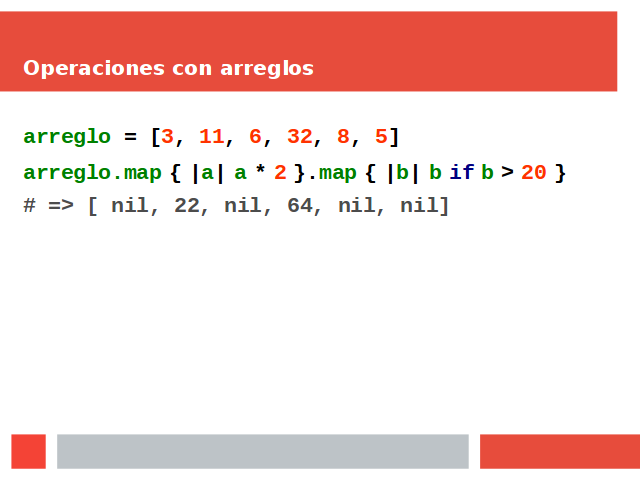 Operaciones con arreglos
arreglo = [3, 11, 6, 32, 8, 5]
arreglo.map { |a| a * 2 }.map { |b| b if b > 20 }
# => [ nil, 22, nil, 64, nil, nil]